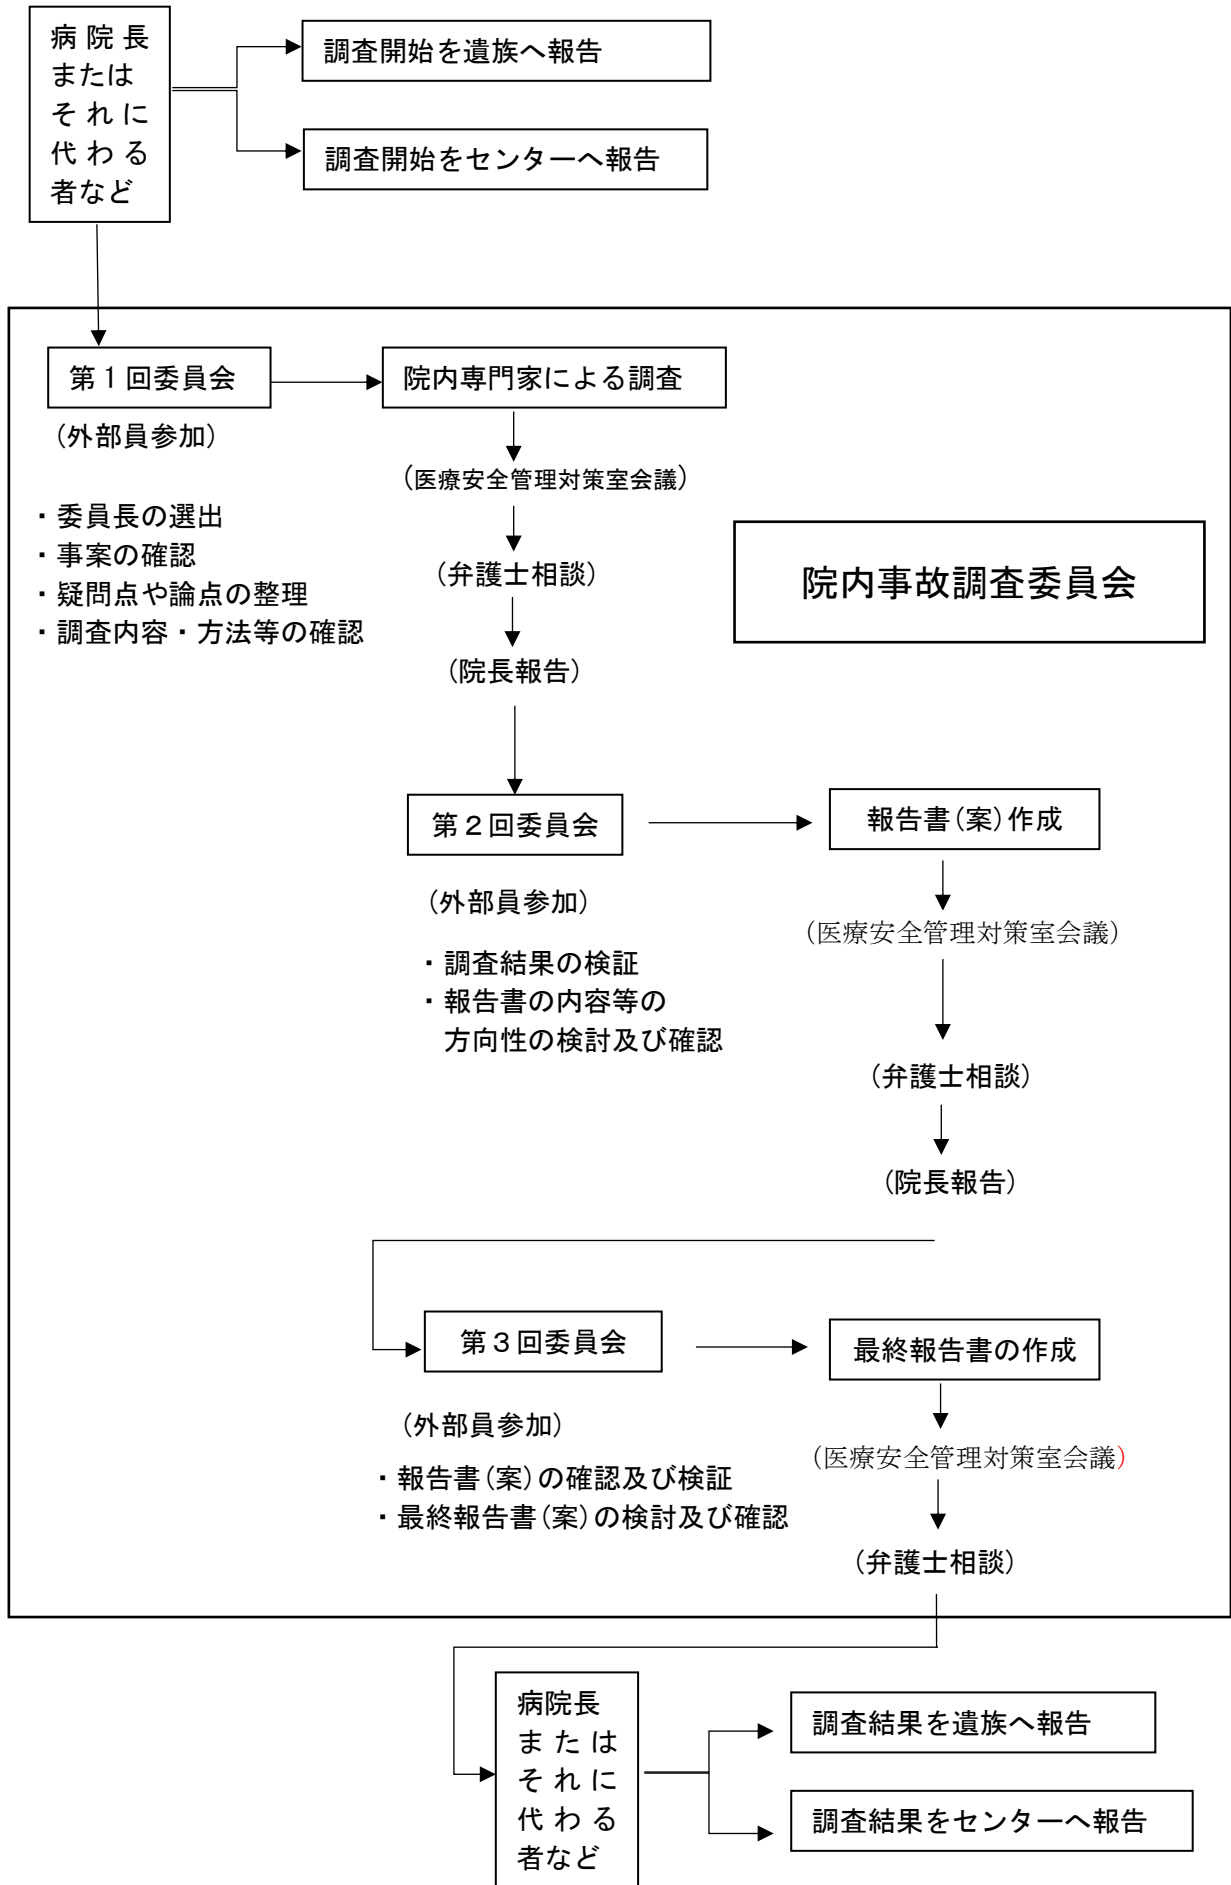 病院長
または
それに
代わる
者など
調査開始を遺族へ報告
調査開始をセンターへ報告
第１回委員会
(外部員参加)
・委員長の選出
・事案の確認
・疑問点や論点の整理
・調査内容・方法等の確認
院内専門家による調査
(医療安全管理対策室会議)
(弁護士相談)
(院長報告)
院内事故調査委員会
第２回委員会
(外部員参加)
・調査結果の検証
・報告書の内容等の
方向性の検討及び確認
報告書(案)作成
(医療安全管理対策室会議)
(弁護士相談)
(院長報告)
第３回委員会
(外部員参加)
・報告書(案)の確認及び検証
・最終報告書(案)の検討及び確認
最終報告書の作成
(医療安全管理対策室会議)
(弁護士相談)
病院長
または
それに
代わる
者など
調査結果を遺族へ報告
調査結果をセンターへ報告